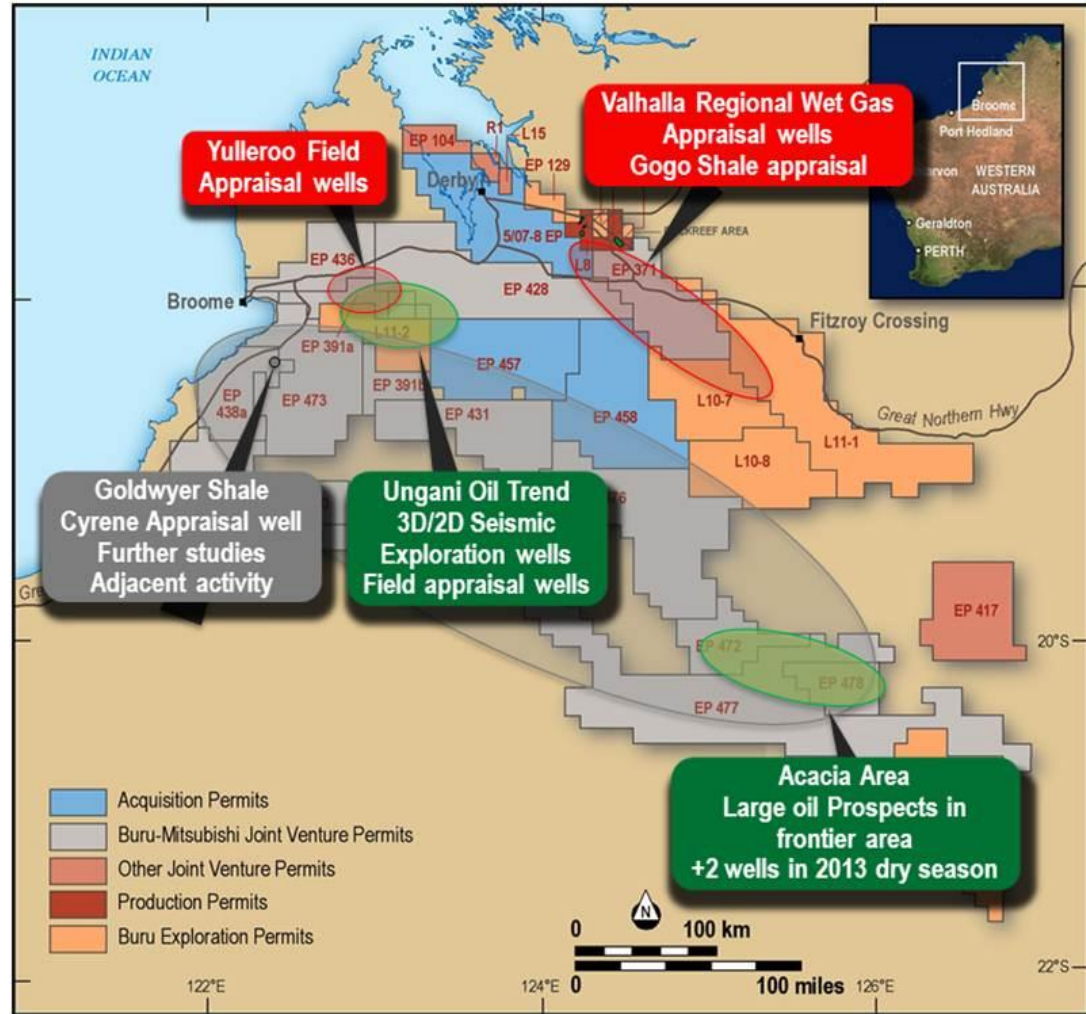 INDIAN
OCEAN
Broome
Port Hedland
WESTERN
AUSTRALIA
Geraldton
PERTH
Valhalla Regional Wet Gas
Appraisal wells
Gogo Shale appraisal
Yulleroo Field
Appraisal wells
R1
L15
EP 104
EP 129
Derby
5/07-8 EP
L8
EP 371
EP 436
EP 428
Broome
Fitzroy Crossing
L11-2
EP 391a
EP 457
EP 391b
EP
438a
EP 473
EP 431
EP 458
L10-7
Great Northern Hwy
L11-1
L10-8
Goldwyer Shale
Cyrene Appraisal well
Further studies
Adjacent activity
Ungani Oil Trend
3D/2D Seismic
Exploration wells
Field appraisal wells
EP 417
20°S
EP 472
EP 478
EP 477
Acacia Area
Large oil Prospects in
frontier area
+2 wells in 2013 dry season
Acquisition Permits
Buru-Mitsubishi Joint Venture Permits
Other Joint Venture Permits
Production Permits
Buru Exploration Permits
N
0 100 km
0 100 miles
22°S
122°E
124°E
126°E